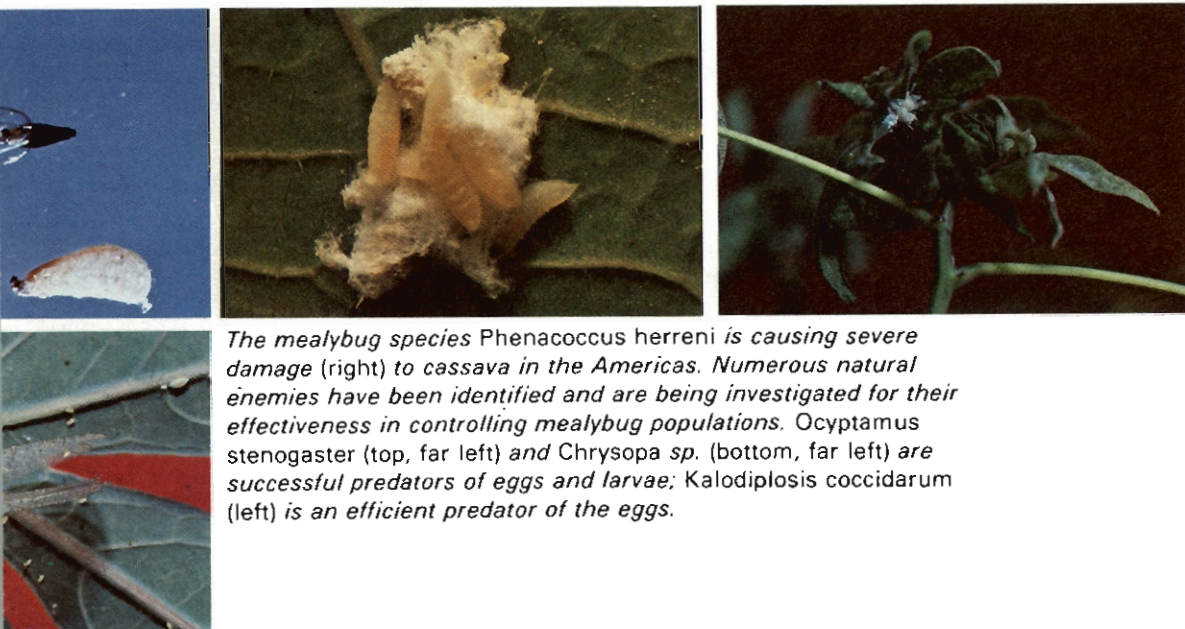 The mealybug species Phenacoccus herreni is causing severe
damage (right) to cassava in the Americas. Numerous natural
enemies have been identified and are being investigated for their
effectiveness in controlling mealybug populations. Ocyptamus
stenogaster (top, far left) and Chrysopa sp. (bottom, far left) are
successful predators of eggs and larvae; Kalodiplosis coccidarum
(left) is an efficient predator of the eggs.